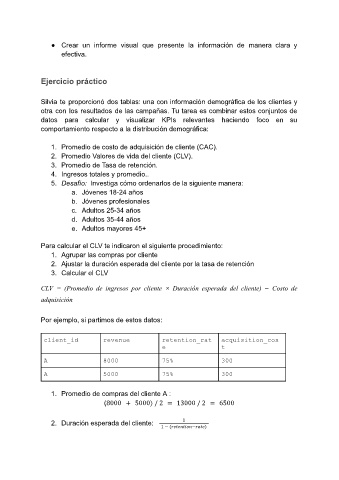 ● Crear un informe visual que presente la información de manera clara y
efectiva.
Ejercicio práctico
Silvia te proporcionó dos tablas: una con información demográfica de los clientes y
otra con los resultados de las campañas. Tu tarea es combinar estos conjuntos de
datos para calcular y visualizar KPIs relevantes haciendo foco en su
comportamiento respecto a la distribución demográfica:
1. Promedio de costo de adquisición de cliente (CAC).
2. Promedio Valores de vida del cliente (CLV).
3. Promedio de Tasa de retención.
4. Ingresos totales y promedio..
5. Desafío: Investiga cómo ordenarlos de la siguiente manera:
a. Jóvenes 18-24 años
b. Jóvenes profesionales
c. Adultos 25-34 años
d. Adultos 35-44 años
e. Adultos mayores 45+
Para calcular el CLV te indicaron el siguiente procedimiento:
1. Agrupar las compras por cliente
2. Ajustar la duración esperada del cliente por la tasa de retención
3. Calcular el CLV
CLV = (Promedio de ingresos por cliente × Duración esperada del cliente) − Costo de
adquisición
Por ejemplo, si partimos de estos datos:
client_id revenue retention_rat acquisition_cos
e t
A 8000 75% 300
A 5000 75% 300
1. Promedio de compras del cliente A :
(8000 + 5000) / 2 = 13000 / 2 = 6500
2. Duración esperada del cliente: 1
1 − (retention−rate)